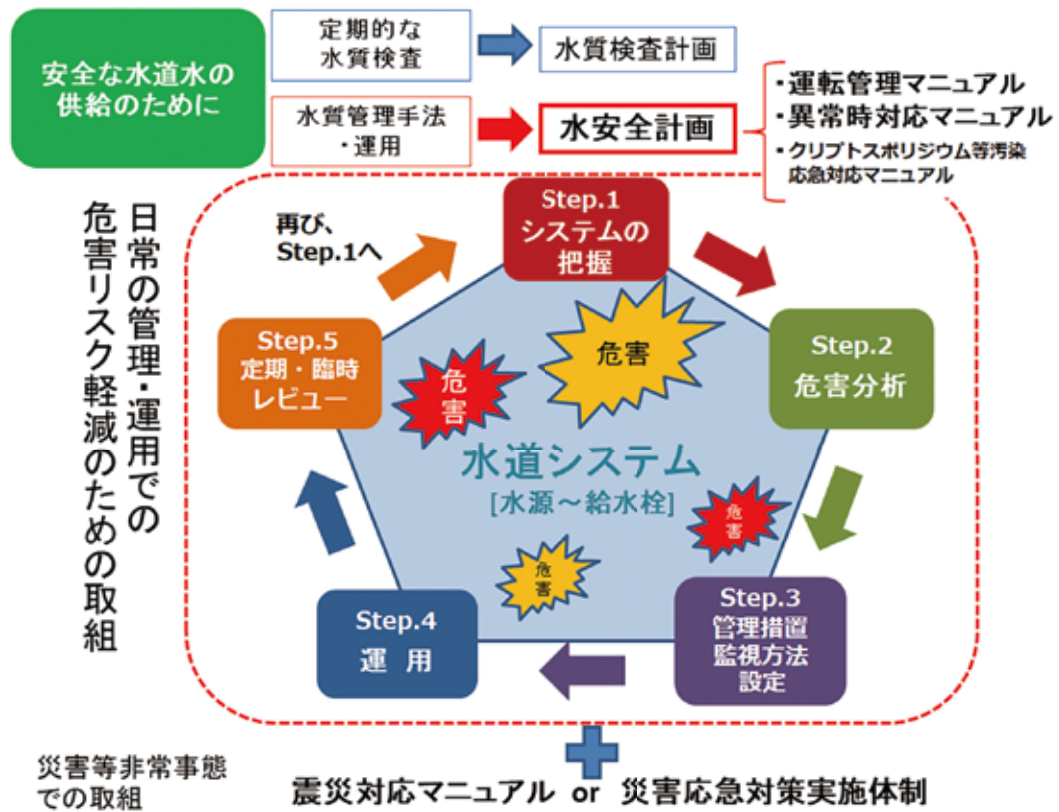 安全な水道水の
供給のために
定期的な
水質検査
水質検査計画
水質管理手法
・運用
水安全計画
・運転管理マニュアル
・異常時対応マニュアル
・クリプトスポリジウム等汚染
応急対応マニュアル
日常の管理・運用での
危害リスク軽減のための取組
再び、
Step.1へ
Step.1
システムの
把握
Step.2
危害分析
Step.3
管理措置
監視方法
設定
Step.4
運 用
Step.5
定期・臨時
レビュー
危害
危
害
危
害
危
害
水道システム
[水源～給水栓]
災害等非常事態
での取組
震災対応マニュアル or 災害応急対策実施体制